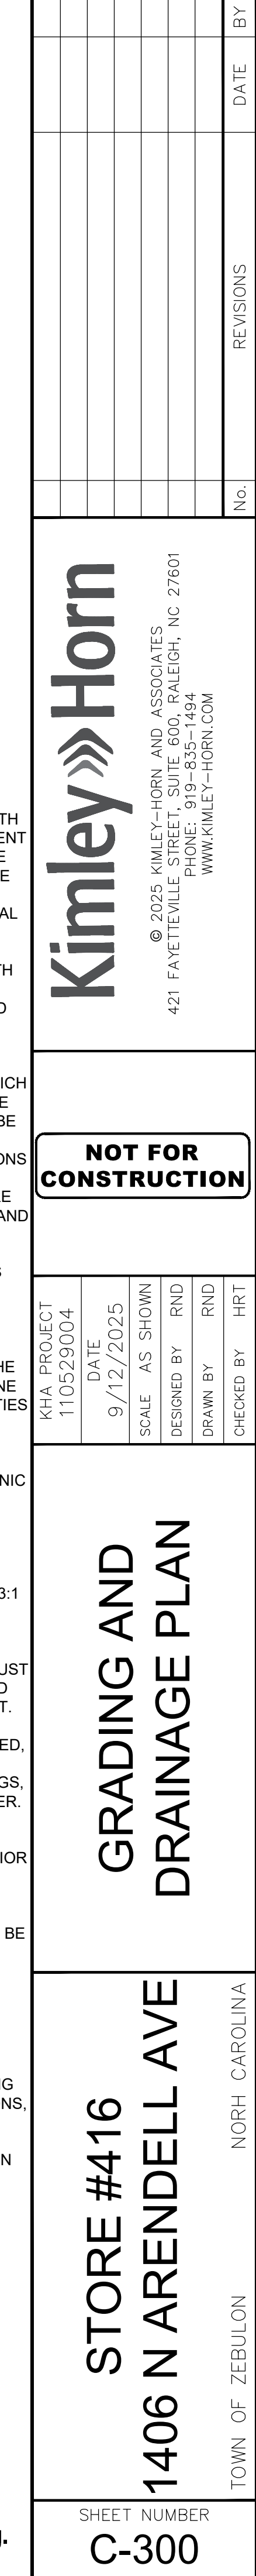 No. REVISIONS DATE BY
Kimley»Horn
© 2025 KIMLEY-HORN AND ASSOCIATES
421 FAYETTEVILLE STREET, SUITE 600, RALEIGH, NC 27601
PHONE: 919-835-1494
WWW.KIMLEY-HORN.COM
NOT FOR
CONSTRUCTION
KHA PROJECT
110529004
DATE
9/12/2025
SCALE AS SHOWN
DESIGNED BY RND
DRAWN BY RND
CHECKED BY HRT
GRADING AND
DRAINAGE PLAN
STORE #416
1406 N ARENDELL AVE
TOWN OF ZEBULON NORH CAROLINA
SHEET NUMBER
C-300